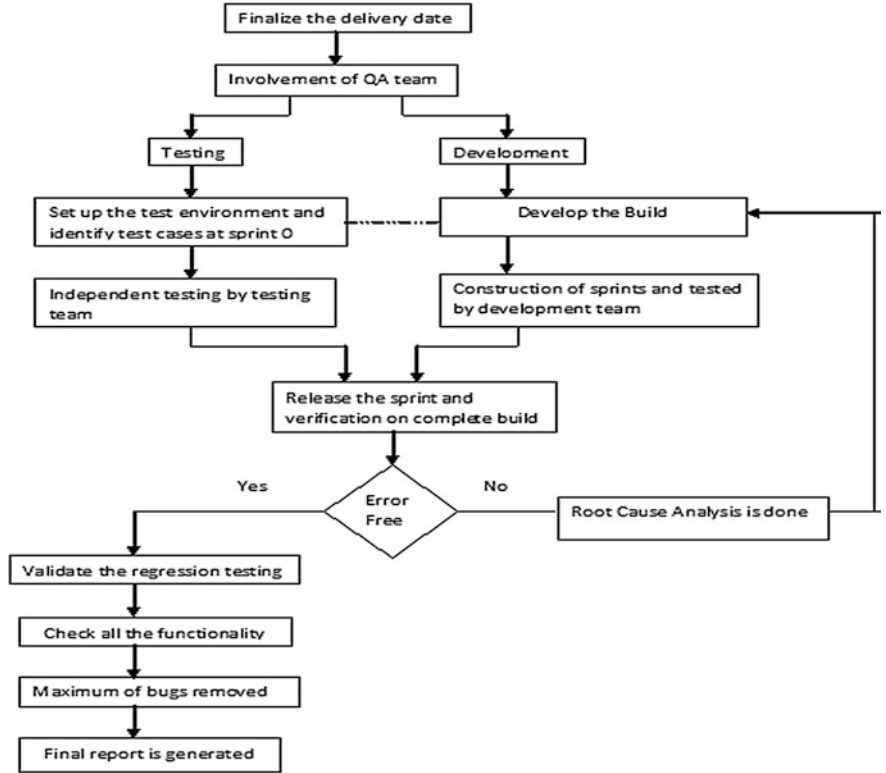 Finalize the delivery date
Involvement of QA team
Testing
Development
Set up the test environment and
identify test cases at sprint 0
Develop the Build
Independent testing by testing
team
Construction of sprints and tested
by development team
Release the sprint and
verification on complete build
Yes
Error
Free
No
Root Cause Analysis is done
Validate the regression testing
Check all the functionality
Maximum of bugs removed
Final report is generated